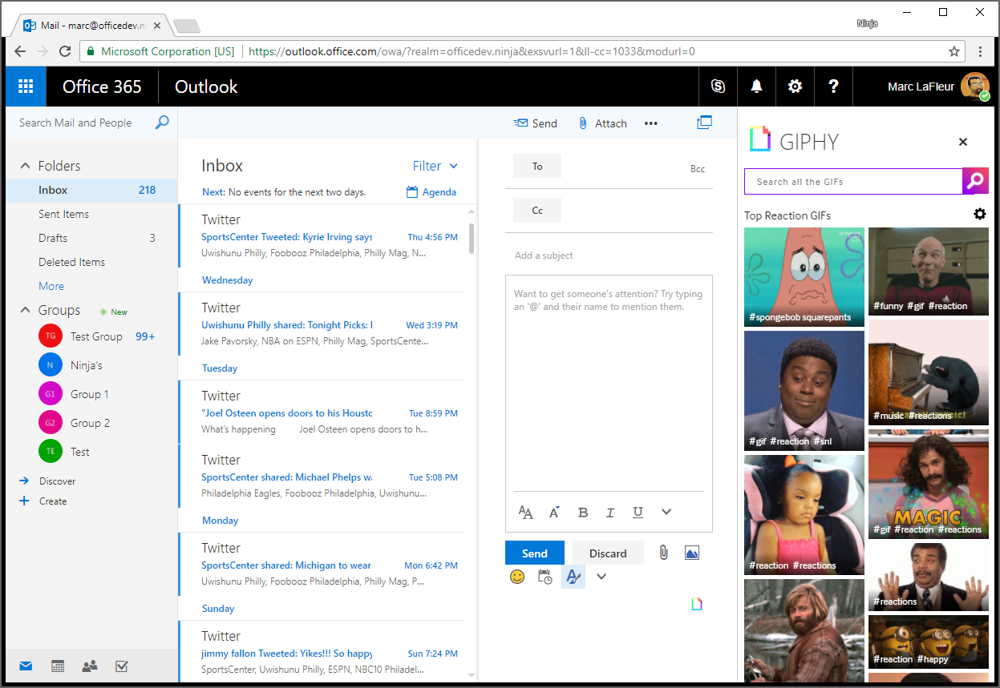 Mail - marc@officedev.ni
Ninja
Microsoft Corporation [US]
https://outlook.office.com/owa/?realm=officedev.ninja&exsvurl=1&ll-cc=1033&modurl=0
Office 365
Outlook
Marc LaFleur
Search Mail and People
Folders
Inbox 218
Sent Items
Drafts 3
Deleted Items
More
Groups New
TG Test Group 99+
N Ninja's
G1 Group 1
G2 Group 2
TE Test
Discover
Create
Inbox Filter
Next: No events for the next two days. Agenda
Twitter
SportsCenter Tweeted: Kyrie Irving says Thu 4:56 PM
Uwishunu Philly, Foobooz Philadelphia, Philly Mag, N...
Wednesday
Twitter
Uwishunu Philly shared: Tonight Picks: Wed 3:19 PM
Jake Pavorsky, NBA on ESPN, Philly Mag, SportsCente...
Tuesday
Twitter
"Joel Osteen opens doors to his Housto Tue 8:59 PM
What's happening Joel Osteen opens doors to h...
Twitter
SportsCenter shared: Michael Phelps wa Tue 5:08 PM
Philadelphia Eagles, Foobooz Philadelphia, Uwishunu...
Monday
Twitter
SportsCenter shared: Michigan to wear Mon 6:42 PM
Uwishunu Philly, Foobooz Philadelphia, Philly Mag, P...
Sunday
Twitter
jimmy fallon Tweeted: Yikes!!! So happy Sun 7:24 PM
SportsCenter, Uwishunu Philly, ESPN, NBC10 Philadel...
Send Attach
To
Bcc
Cc
Add a subject
Want to get someone's attention? Try typing
an '@' and their name to mention them.
AA A B I U
Send Discard
GIPHY
Search all the GIFs
Top Reaction GIFs
#spongebob squarepants
#funny #gif #reaction
#gif #reaction #snl
#music #reactions
#reaction #reactions
MAGIC
#gif #reaction #reactions
#reactions
#reaction #happy